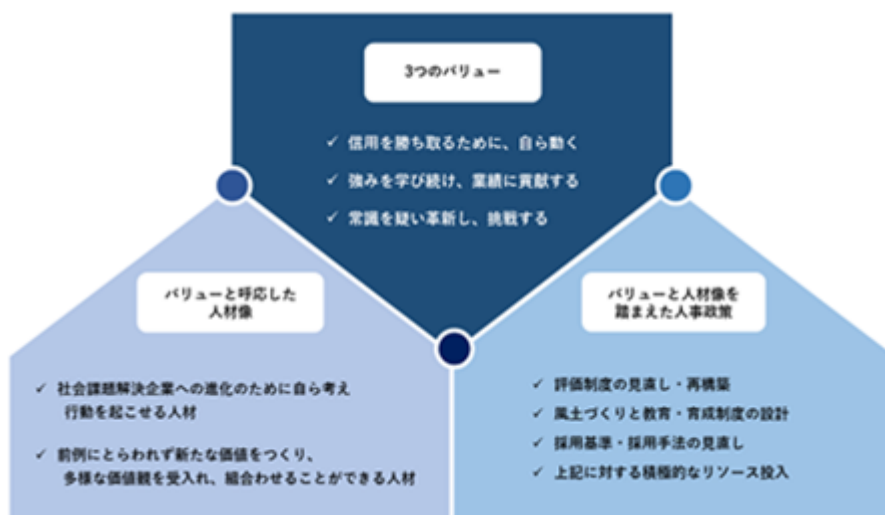 3つのバリュー
✓ 信用を勝ち取るために、自ら動く
✓ 強みを学び続け、業績に貢献する
✓ 常識を疑い革新し、挑戦する
バリューと呼応した
人材像
✓ 社会課題解決企業への進化のために自ら考え
行動を起こせる人材
✓ 前例にとらわれず新たな価値をつくり、
多様な価値観を受入れ、組合わせることができる人材
バリューと人材像を
踏まえた人事政策
✓ 評価制度の見直し・再構築
✓ 風土づくりと教育・育成制度の設計
✓ 採用基準・採用手法の見直し
✓ 上記に対する積極的なリソース投入